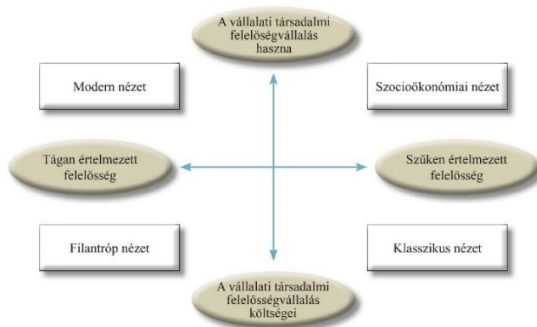 A vállalati társadalmi
felelőségvállalás
haszna
Modern nézet
Szocioökonómiai nézet
Tágan értelmezett
felelősség
Szűken értelmezett
felelősség
Filantróp nézet
Klasszikus nézet
A vállalati társadalmi
felelősségvállalás
költségei